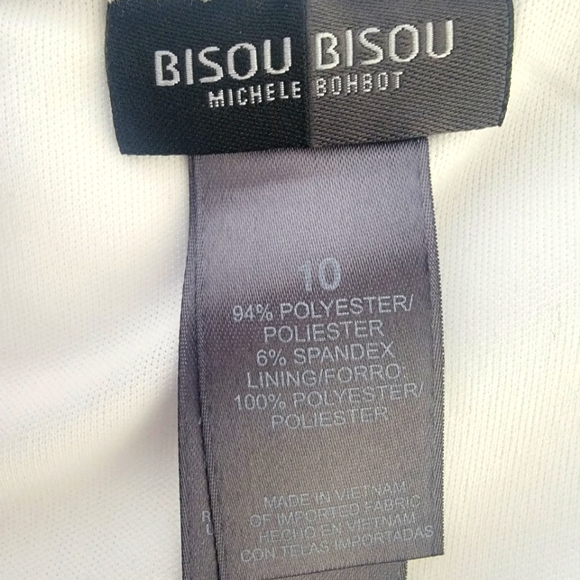 BISOU BISOU
MICHELE BOHBOT
10
94% POLYESTER/
POLIESTER
6% SPANDEX
LINING/FORRO:
100% POLYESTER/
POLIESTER
MADE IN VIETNAM
OF IMPORTED FABRIC
HECHO EN VIETNAM
CON TELAS IMPORTADAS